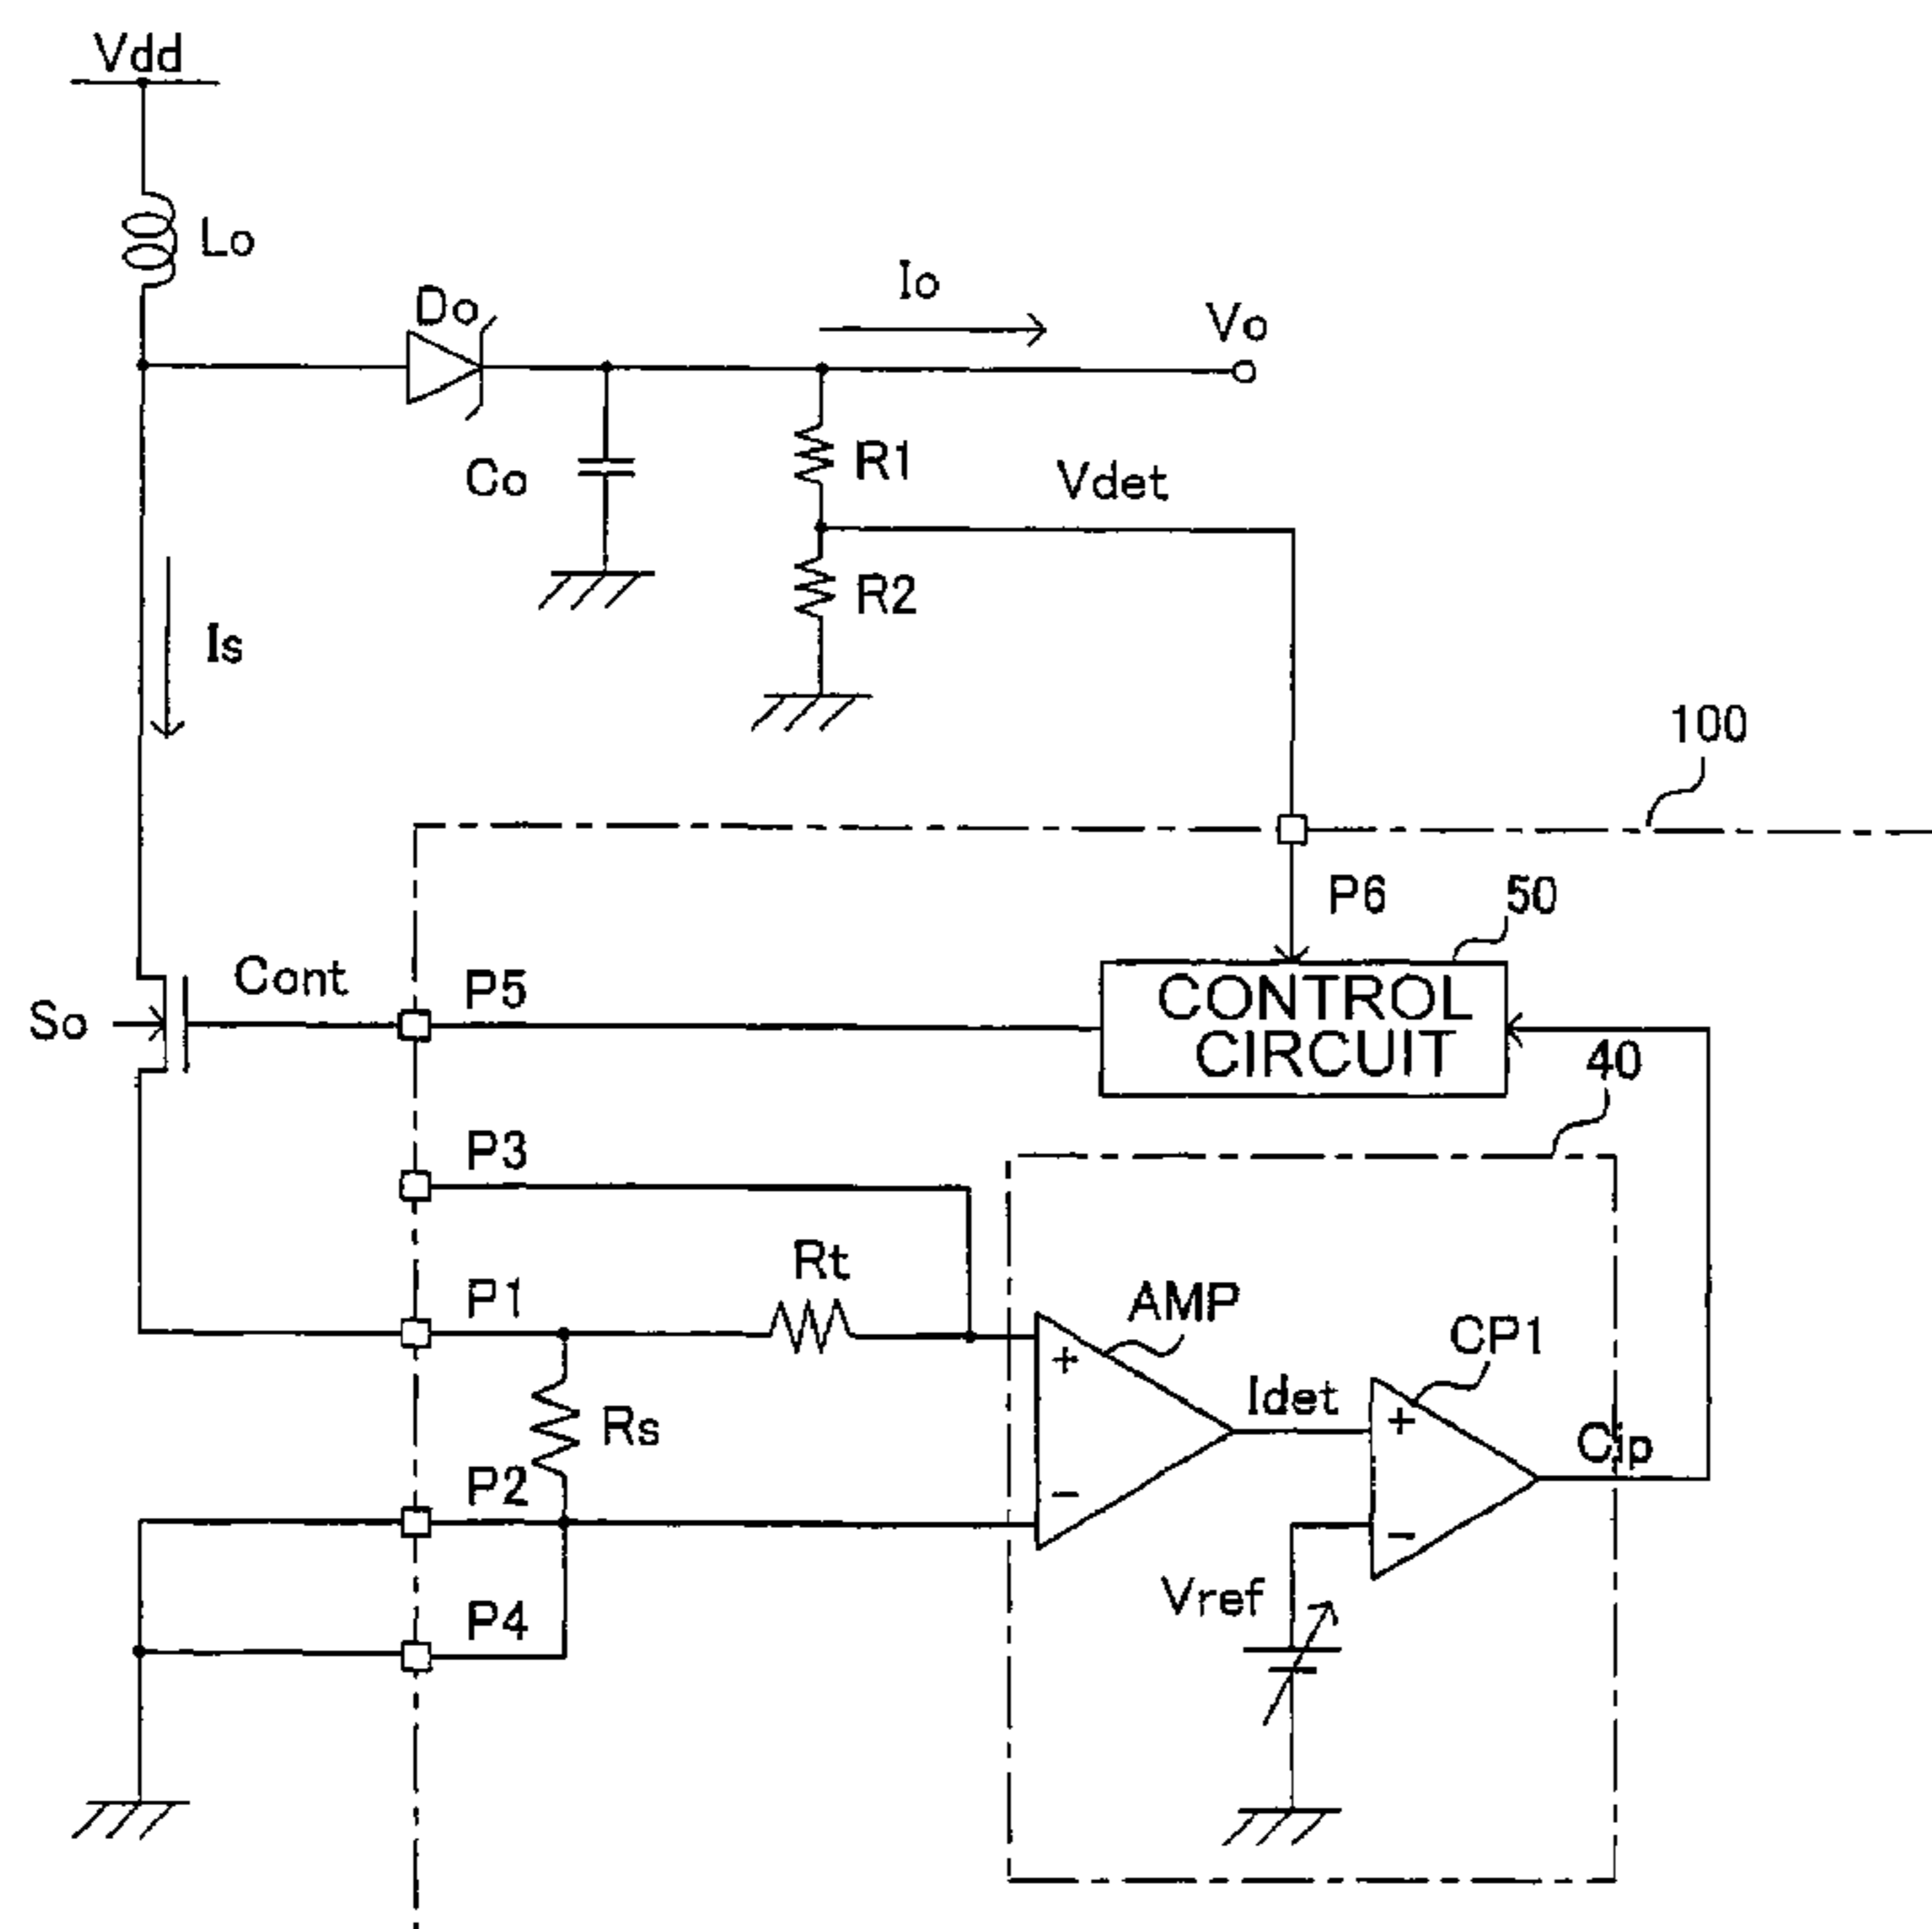 Vdd
Lo
Do
Io
Vo
Co
R1
Vdet
R2
Is
100
P6
50
Cont
P5
So
CONTROL
CIRCUIT
40
P3
Rt
P1
AMP
CP1
Idet
Rs
+
+
Cip
P2
−
−
Vref
P4